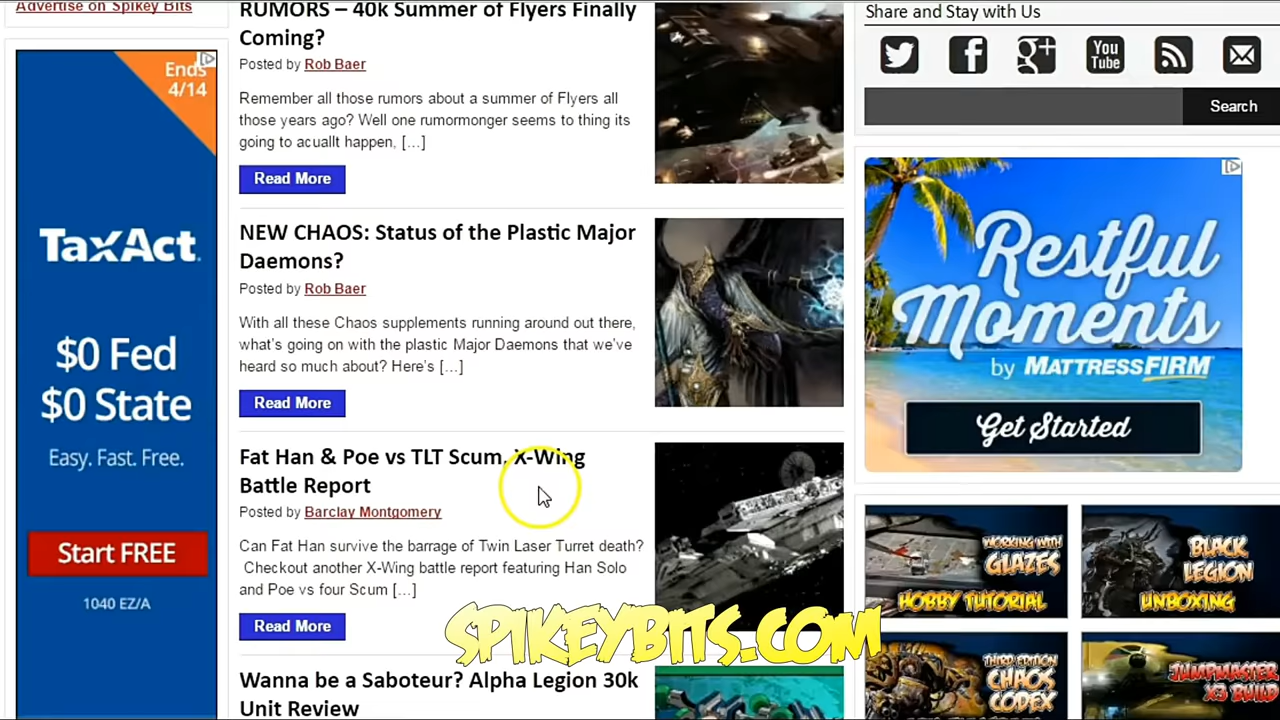 Advertise on Spikey Bits
Ends
4/14
TaxAct.
$0 Fed
$0 State
Easy. Fast. Free.
Start FREE
1040 EZ/A
RUMORS – 40k Summer of Flyers Finally
Coming?
Posted by Rob Baer
Remember all those rumors about a summer of Flyers all
those years ago? Well one rumormonger seems to thing its
going to acuallt happen, […]
Read More
NEW CHAOS: Status of the Plastic Major
Daemons?
Posted by Rob Baer
With all these Chaos supplements running around out there,
what's going on with the plastic Major Daemons that we've
heard so much about? Here's […]
Read More
Fat Han & Poe vs TLT Scum, X-Wing
Battle Report
Posted by Barclay Montgomery
Can Fat Han survive the barrage of Twin Laser Turret death?
Checkout another X-Wing battle report featuring Han Solo
and Poe vs four Scum […]
Read More
Wanna be a Saboteur? Alpha Legion 30k
Unit Review
SPIKEYBITS.COM
Share and Stay with Us
You
Tube
Search
Restful
Moments
by MATTRESSFIRM
Get Started
WORKING WITH
GLAZES
HOBBY TUTORIAL
BLACK
LEGION
UNBOXING
THIRD EDITION
CHAOS
CODEX
JUMPMASTER
X3 BUILD